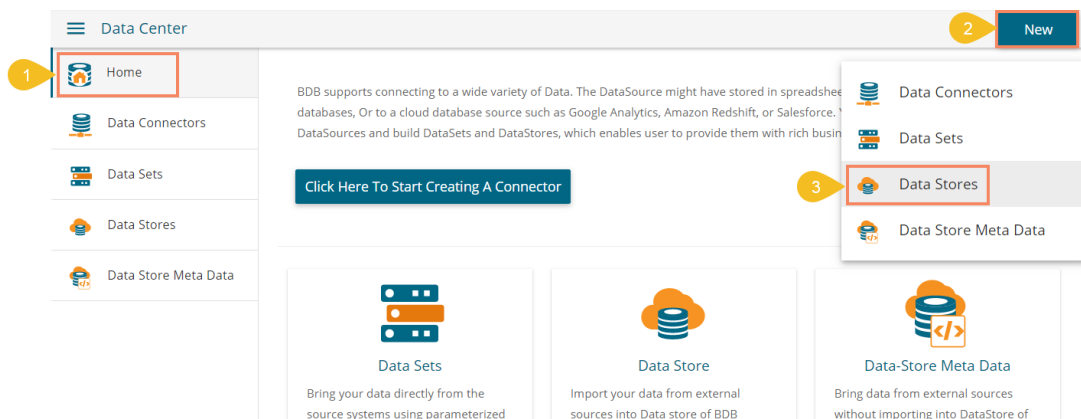 Data Center
2
New
1
Home
Data Connectors
Data Sets
Data Stores
Data Store Meta Data
BDB supports connecting to a wide variety of Data. The DataSource might have stored in
databases, Or to a cloud database source such as Google Analytics, Amazon Redshift, or Salesforce.
DataSources and build DataSets and DataStores, which enables user to provide them with rich
Click Here To Start Creating A Connector
Data Connectors
Data Sets
3
Data Stores
Data Store Meta Data
Data Sets
Bring your data directly from the
source systems using parameterized
Data Store
Import your data from external
sources into Data store of BDB
Data-Store Meta Data
Bring data from external sources
without importing into DataStore of